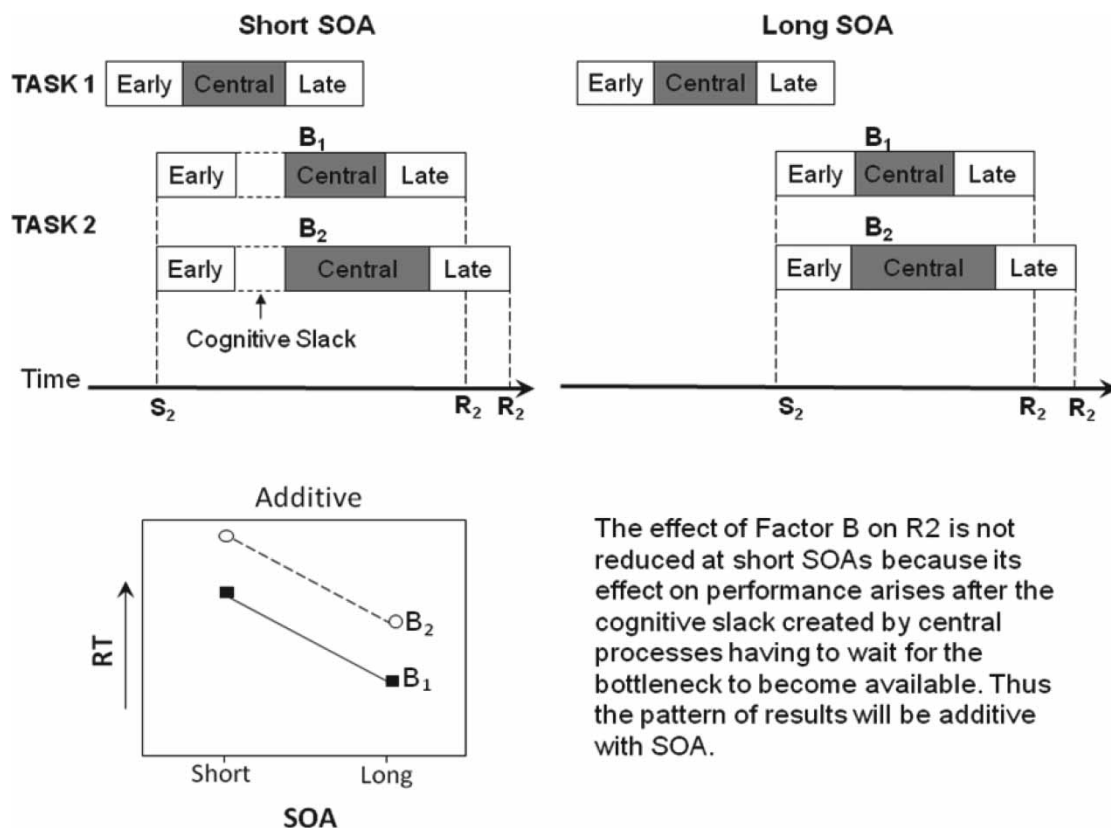 Short SOA
Long SOA
TASK 1
Early Central Late
Early Central Late
B₁
Early Central Late
B₁
Early Central Late
TASK 2
B₂
Early Central Late
B₂
Early Central Late
Cognitive Slack
Time
S₂ R₂ R₂
S₂ R₂ R₂
Additive
RT
B₂
B₁
Short Long
SOA
The effect of Factor B on R2 is not
reduced at short SOAs because its
effect on performance arises after the
cognitive slack created by central
processes having to wait for the
bottleneck to become available. Thus
the pattern of results will be additive
with SOA.